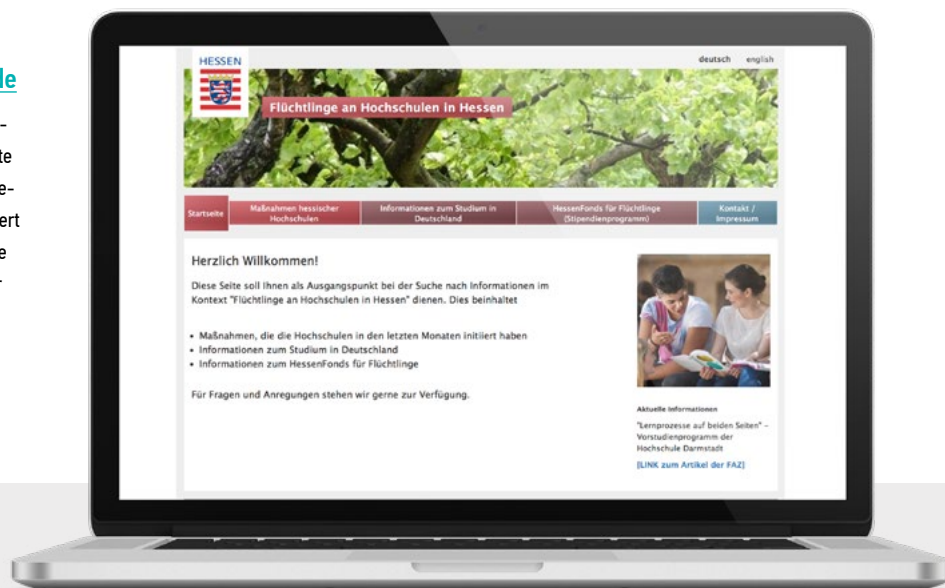 de
-
te
e-
ert
e
HESSEN
deutsch english
Flüchtlinge an Hochschulen in Hessen
Startseite
Maßnahmen hessischer
Hochschulen
Informationen zum Studium in
Deutschland
HessenFonds für Flüchtlinge
(Stipendienprogramm)
Kontakt /
Impressum
Herzlich Willkommen!
Diese Seite soll Ihnen als Ausgangspunkt bei der Suche nach Informationen im
Kontext "Flüchtlinge an Hochschulen in Hessen" dienen. Dies beinhaltet
• Maßnahmen, die die Hochschulen in den letzten Monaten initiiert haben
• Informationen zum Studium in Deutschland
• Informationen zum HessenFonds für Flüchtlinge
Für Fragen und Anregungen stehen wir gerne zur Verfügung.
Aktuelle Informationen
"Lernprozesse auf beiden Seiten" –
Vorstudienprogramm der
Hochschule Darmstadt
[LINK zum Artikel der FAZ]